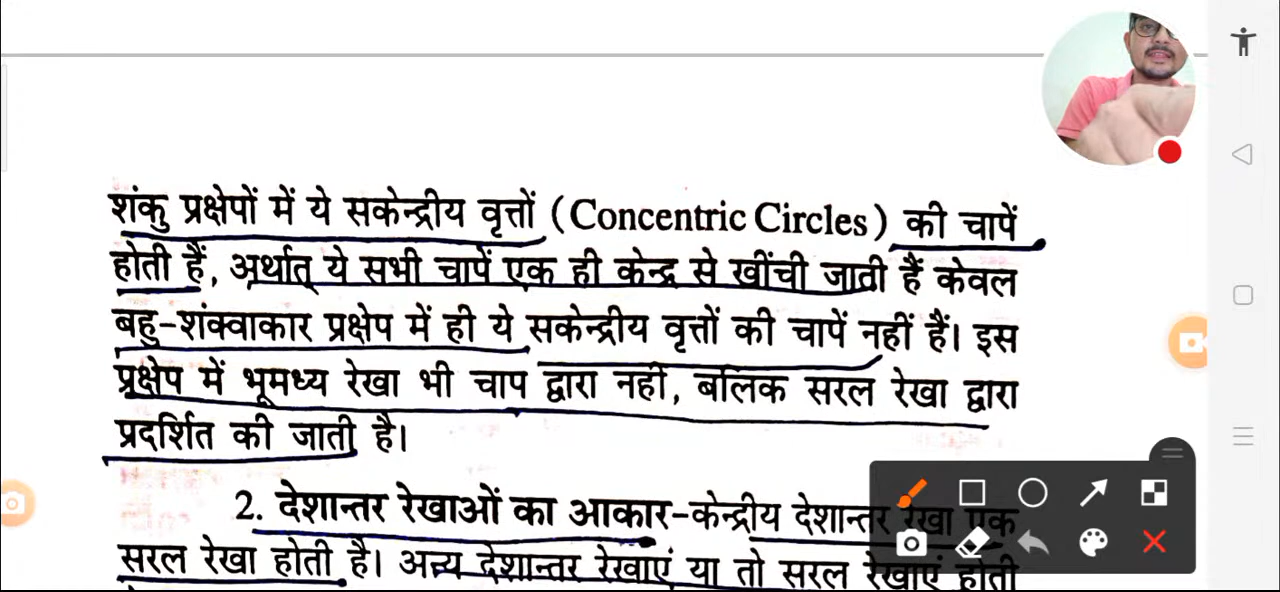 शंकु प्रक्षेपों में ये सकेन्द्रीय वृत्तों (Concentric Circles) की चापें
होती हैं, अर्थात् ये सभी चापें एक ही केन्द्र से खींची जाती हैं केवल
बहु-शंक्वाकार प्रक्षेप में ही ये सकेन्द्रीय वृत्तों की चापें नहीं हैं। इस
प्रक्षेप में भूमध्य रेखा भी चाप द्वारा नहीं, बलिक सरल रेखा द्वारा
प्रदर्शित की जाती है।
2. देशान्तर रेखाओं का आकार-केन्द्रीय देशान्तर रेखा एक
सरल रेखा होती है। अन्य देशान्तर रेखाएं या तो सरल रेखाएं होती